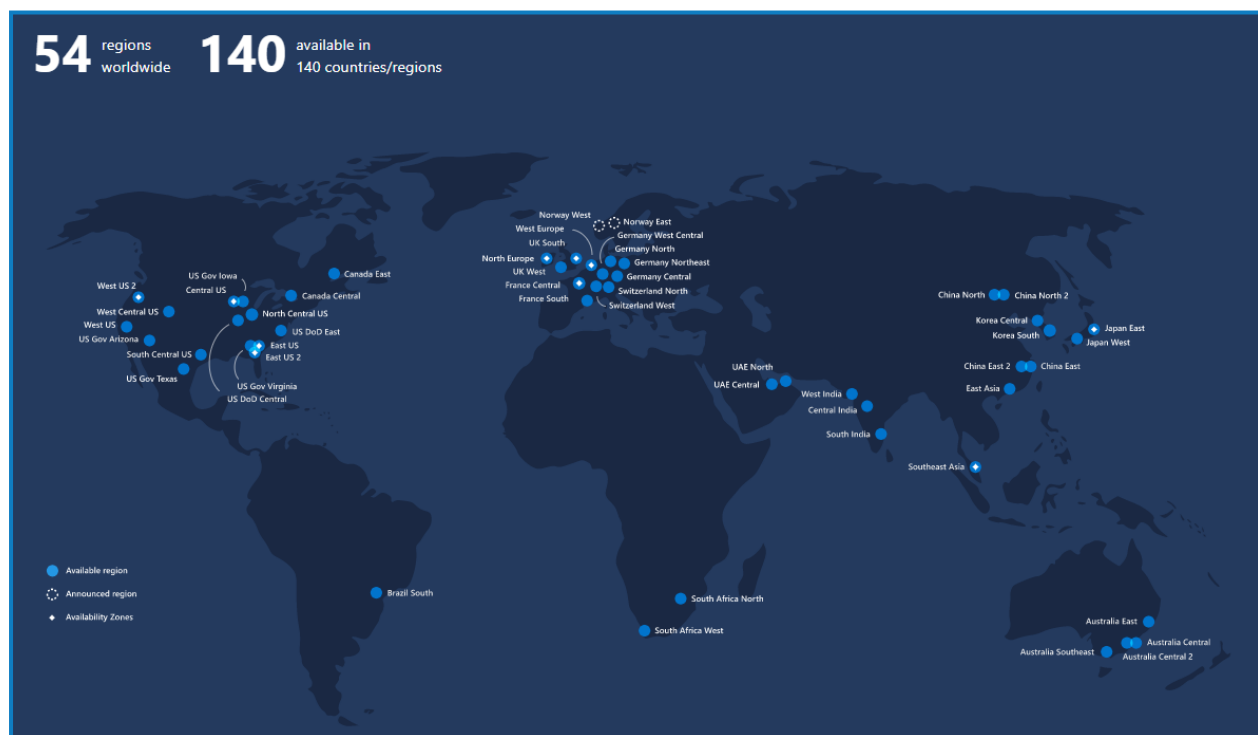 54 regions worldwide
140 available in 140 countries/regions
Norway West
Norway East
West Europe
Germany West Central
UK South
Germany North
North Europe
Germany Northeast
UK West
Germany Central
France Central
Switzerland North
France South
Switzerland West
US Gov Iowa
Canada East
West US 2
Central US
Canada Central
West Central US
North Central US
West US
US DoD East
US Gov Arizona
East US
South Central US
East US 2
US Gov Texas
US Gov Virginia
US DoD Central
China North
China North 2
Korea Central
Japan East
Korea South
Japan West
UAE North
China East 2
China East
UAE Central
East Asia
West India
Central India
South India
Southeast Asia
Available region
Announced region
Availability Zones
Brazil South
South Africa North
South Africa West
Australia East
Australia Central
Australia Southeast
Australia Central 2